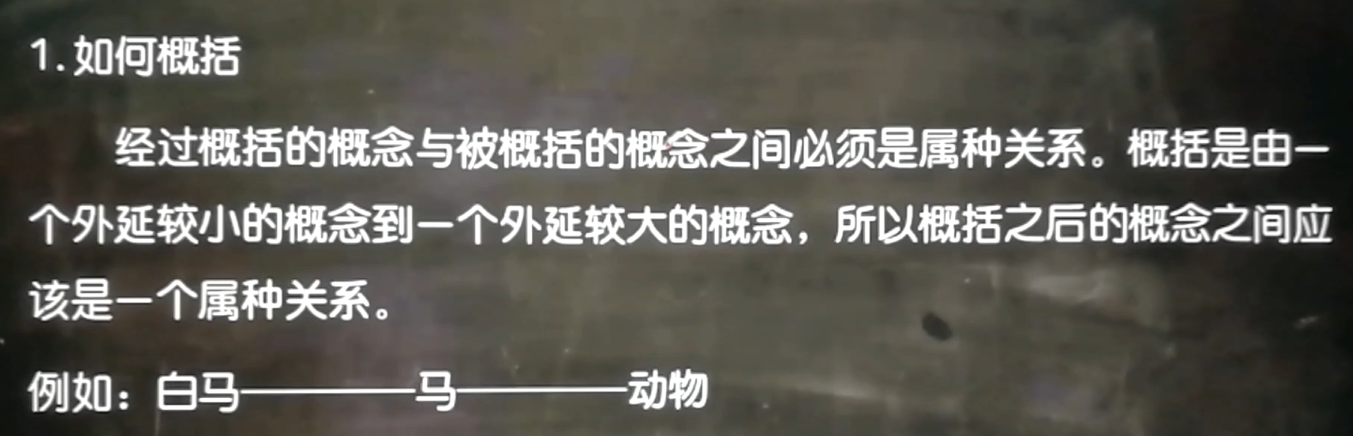 1.如何概括
经过概括的概念与被概括的概念之间必须是属种关系。概括是由一
个外延较小的概念到一个外延较大的概念，所以概括之后的概念之间应
该是一个属种关系。
例如：白马————马————动物